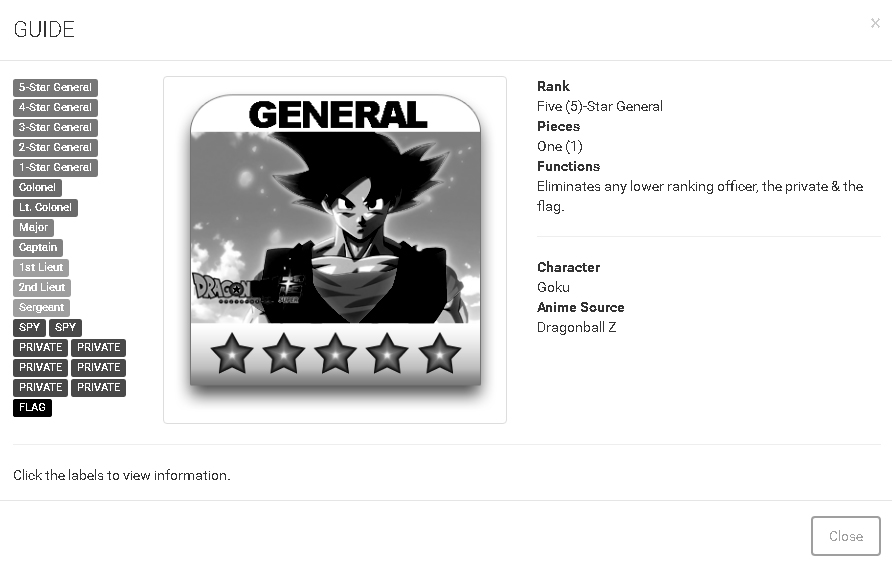 GUIDE
×
5-Star General
4-Star General
3-Star General
2-Star General
1-Star General
Colonel
Lt. Colonel
Major
Captain
1st Lieut
2nd Lieut
Sergeant
SPY SPY
PRIVATE PRIVATE
PRIVATE PRIVATE
PRIVATE PRIVATE
FLAG
GENERAL
DRAGON
SUPER
Rank
Five (5)-Star General
Pieces
One (1)
Functions
Eliminates any lower ranking officer, the private & the
flag.
Character
Goku
Anime Source
Dragonball Z
Click the labels to view information.
Close